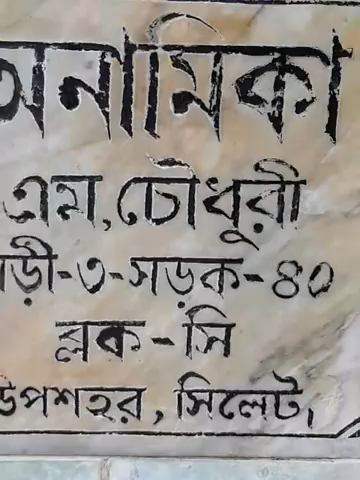 অনামিকা
এম, চৌধুরী
বাড়ী-৩-সড়ক-৪০
ব্লক-সি
উপশহর, সিলেট।